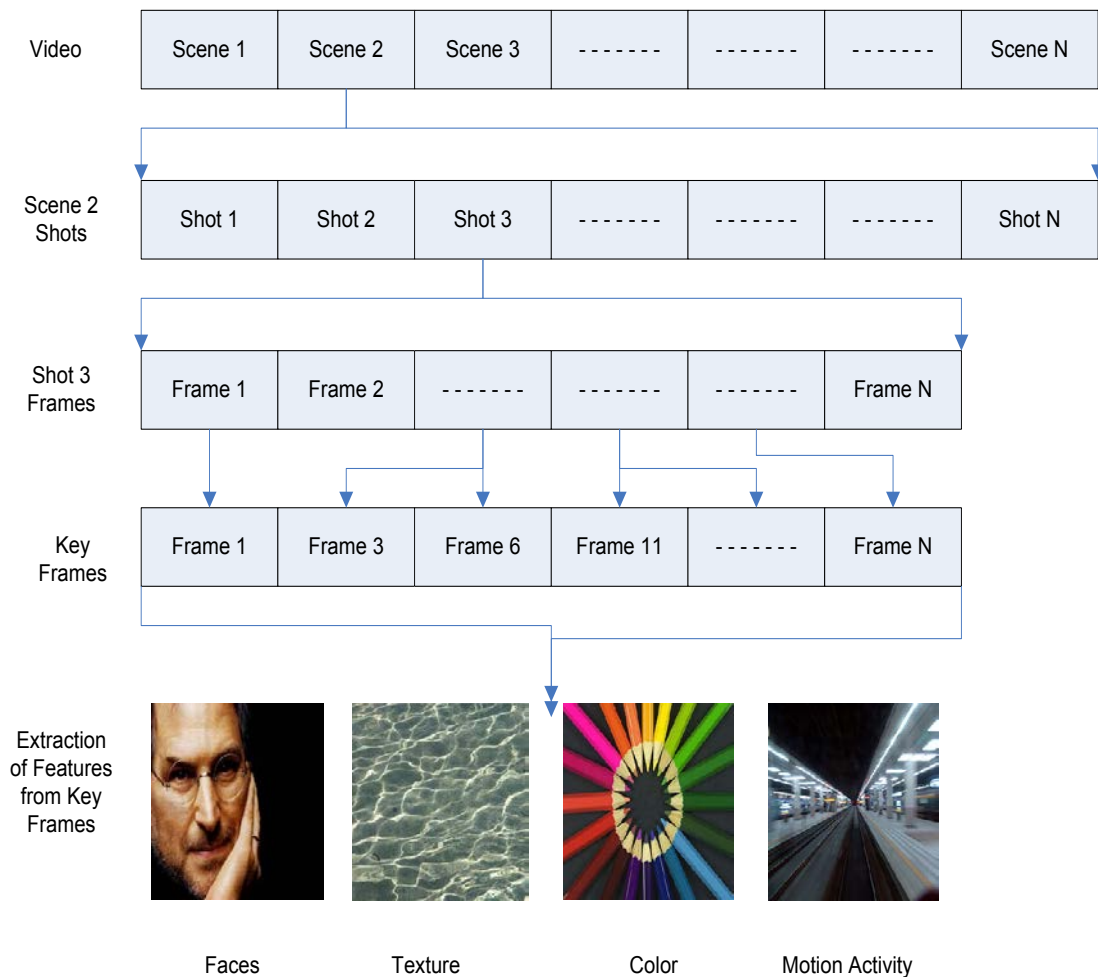 Video
Scene 1
Scene 2
Scene 3
- - - - - - -
- - - - - - -
- - - - - - -
Scene N
Scene 2
Shots
Shot 1
Shot 2
Shot 3
- - - - - - -
- - - - - - -
- - - - - - -
Shot N
Shot 3
Frames
Frame 1
Frame 2
- - - - - - -
- - - - - - -
- - - - - - -
Frame N
Key
Frames
Frame 1
Frame 3
Frame 6
Frame 11
- - - - - - -
Frame N
Extraction
of Features
from Key
Frames
Faces
Texture
Color
Motion Activity